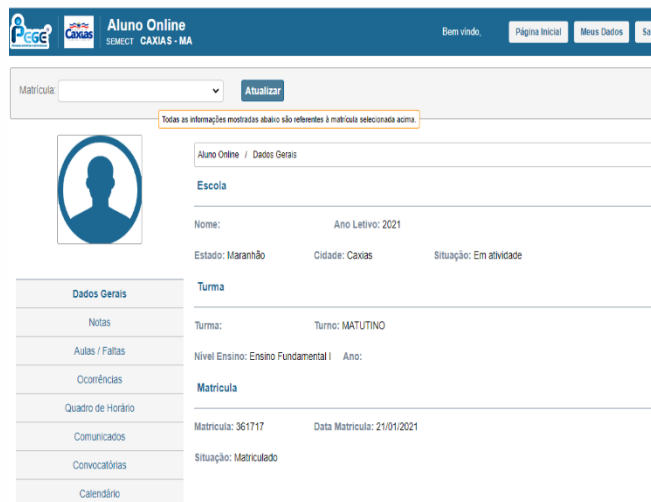 PEGE
Caxias
Aluno Online
SEMECT CAXIAS - MA
Bem vindo,
Página Inicial
Meus Dados
Sa
Matrícula:
Atualizar
Todas as informações mostradas abaixo são referentes à matrícula selecionada acima.
Aluno Online / Dados Gerais
Escola
Nome: Ano Letivo: 2021
Estado: Maranhão Cidade: Caxias Situação: Em atividade
Dados Gerais
Notas
Aulas / Faltas
Ocorrências
Quadro de Horário
Comunicados
Convocatórias
Calendário
Turma
Turma: Turno: MATUTINO
Nível Ensino: Ensino Fundamental I Ano:
Matrícula
Matrícula: 361717 Data Matrícula: 21/01/2021
Situação: Matriculado